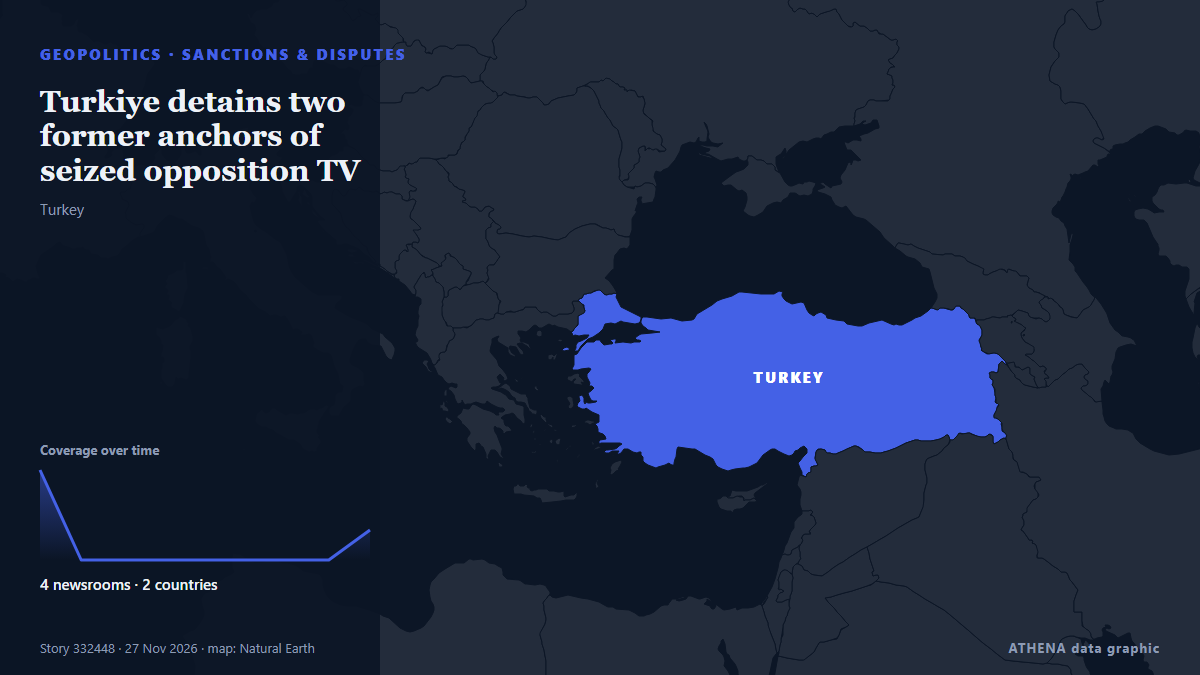 GEOPOLITICS · SANCTIONS & DISPUTES
Turkiye detains two
former anchors of
seized opposition TV
Turkey
TURKEY
Coverage over time
4 newsrooms · 2 countries
Story 332448 · 27 Nov 2026 · map: Natural Earth
ATHENA data graphic